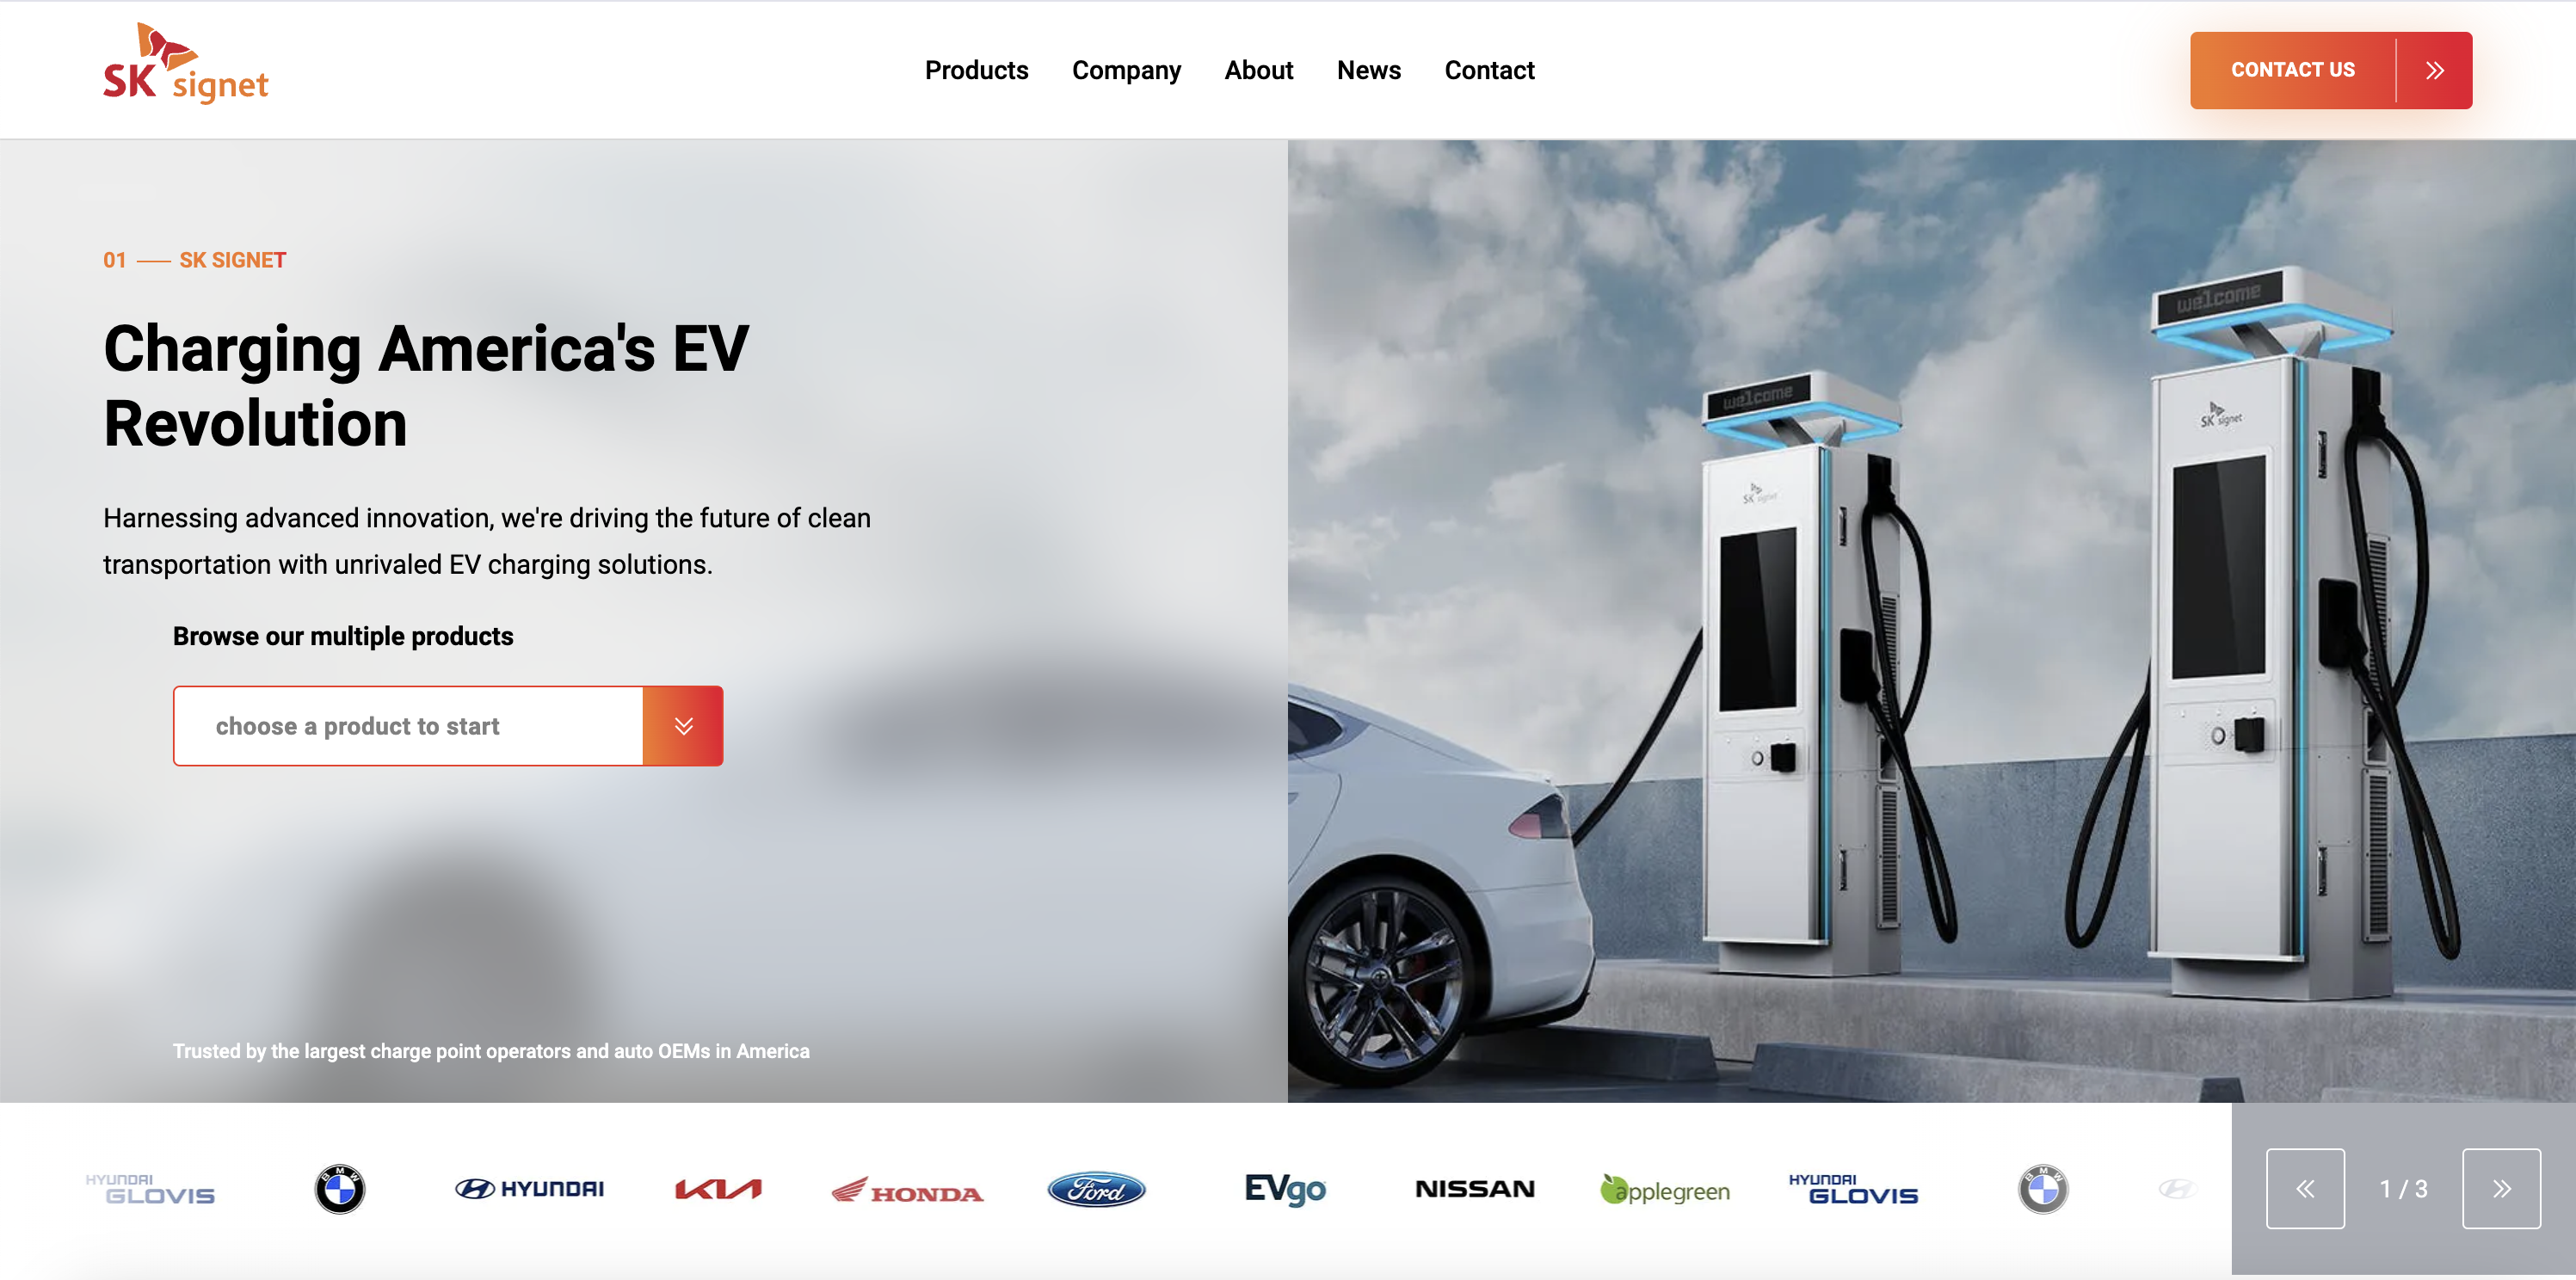 SK signet
Products
Company
About
News
Contact
CONTACT US
01 SK SIGNET
Charging America's EV
Revolution
Harnessing advanced innovation, we're driving the future of clean
transportation with unrivaled EV charging solutions.
Browse our multiple products
choose a product to start
Trusted by the largest charge point operators and auto OEMs in America
welcome
SK signet
welcome
SK signet
HYUNDAI
GLOVIS
BMW
HYUNDAI
KIA
HONDA
Ford
EVgo
NISSAN
applegreen
HYUNDAI
GLOVIS
BMW
1 / 3